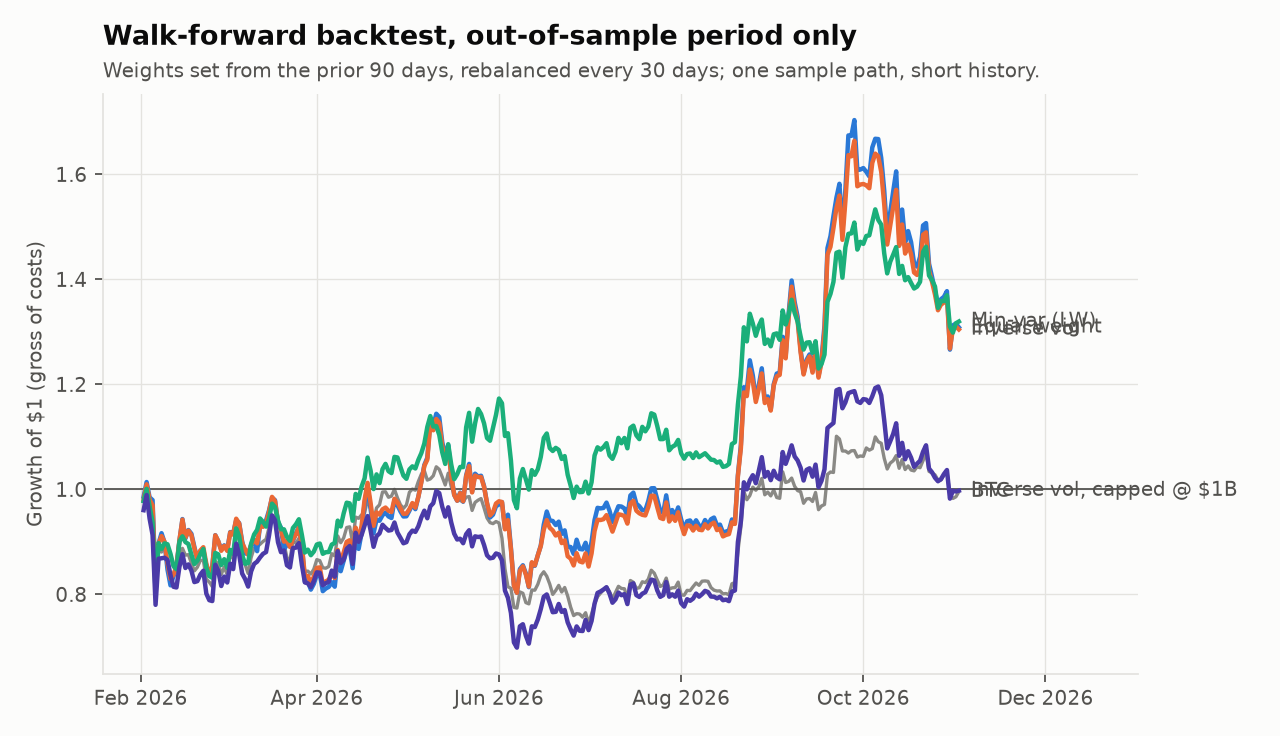 Walk-forward backtest, out-of-sample period only
Weights set from the prior 90 days, rebalanced every 30 days; one sample path, short history.
Growth of $1 (gross of costs)
1.6
1.4
1.2
1.0
0.8
Min-var (LW)
Equal weight
Inverse vol
BTC
Inverse vol, capped @ $1B
Feb 2026
Apr 2026
Jun 2026
Aug 2026
Oct 2026
Dec 2026